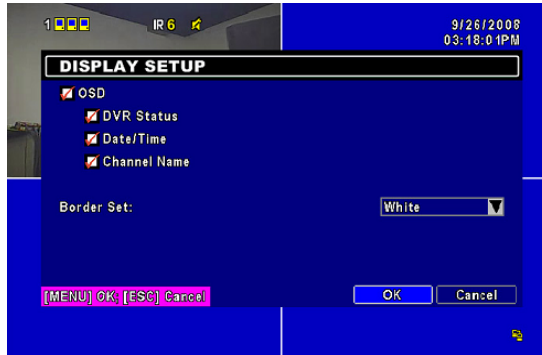 1 IR 6 9/26/2008
03:18:01PM
DISPLAY SETUP
OSD
DVR Status
Date/Time
Channel Name
Border Set: White
[MENU] OK; [ESC] Cancel OK Cancel